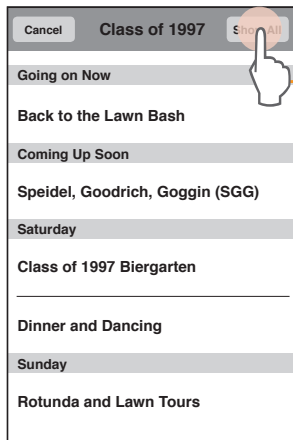 Cancel Class of 1997 Show All
Going on Now
Back to the Lawn Bash
Coming Up Soon
Speidel, Goodrich, Goggin (SGG)
Saturday
Class of 1997 Biergarten
Dinner and Dancing
Sunday
Rotunda and Lawn Tours